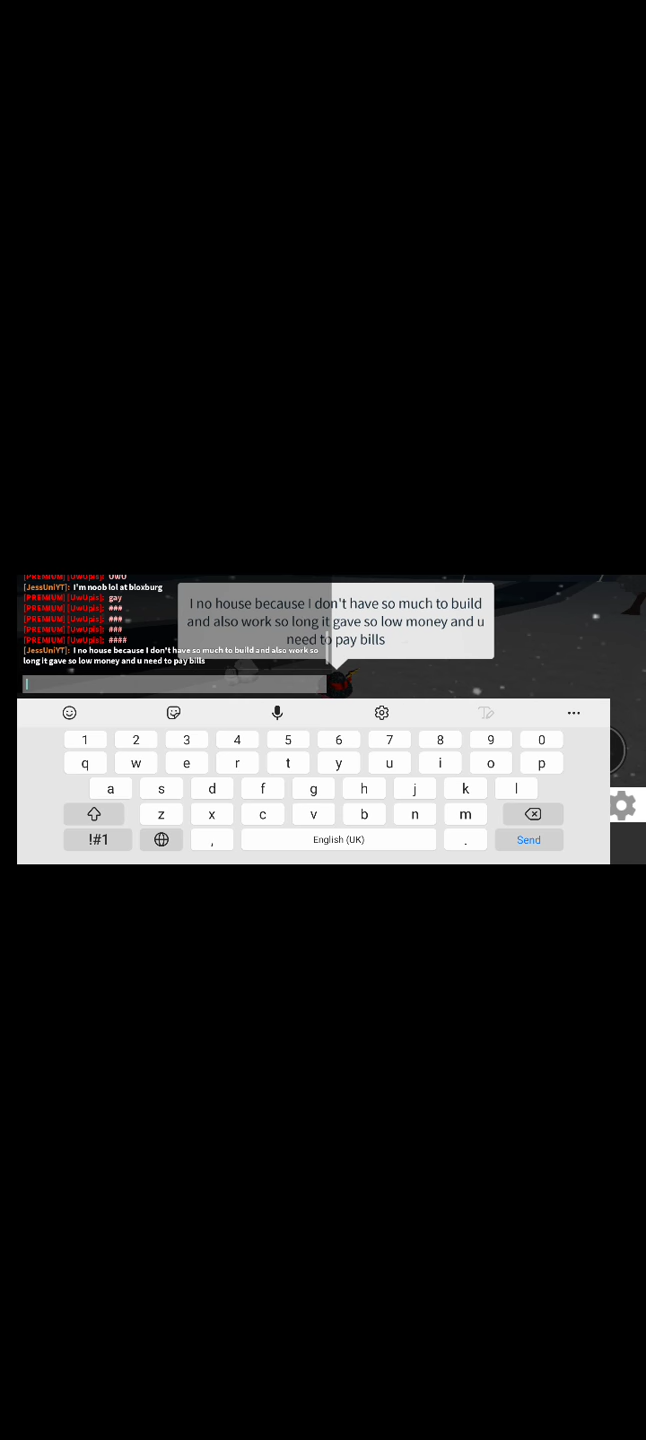 [PREMIUM] [UwUpis]: UWU
[JessUniYT]: I'm noob lol at bloxburg
[PREMIUM] [UwUpis]: gay
[PREMIUM] [UwUpis]: ###
[PREMIUM] [UwUpis]: ###
[PREMIUM] [UwUpis]: ###
[PREMIUM] [UwUpis]: ####
[JessUniYT]: I no house because I don't have so much to build and also work so
long it gave so low money and u need to pay bills
I no house because I don't have so much to build
and also work so long it gave so low money and u
need to pay bills
1 2 3 4 5 6 7 8 9 0
q w e r t y u i o p
a s d f g h j k l
z x c v b n m
!#1 , English (UK) . Send